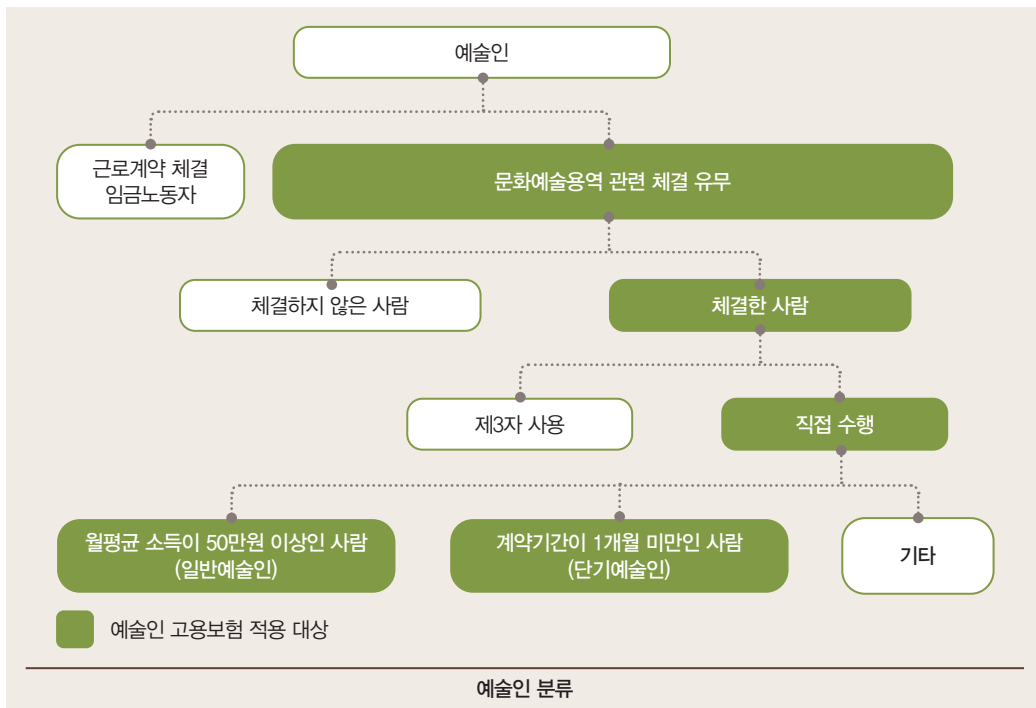 예술인
근로계약 체결
임금노동자
문화예술용역 관련 체결 유무
체결하지 않은 사람
체결한 사람
제3자 사용
직접 수행
월평균 소득이 50만원 이상인 사람
(일반예술인)
계약기간이 1개월 미만인 사람
(단기예술인)
기타
예술인 고용보험 적용 대상
예술인 분류